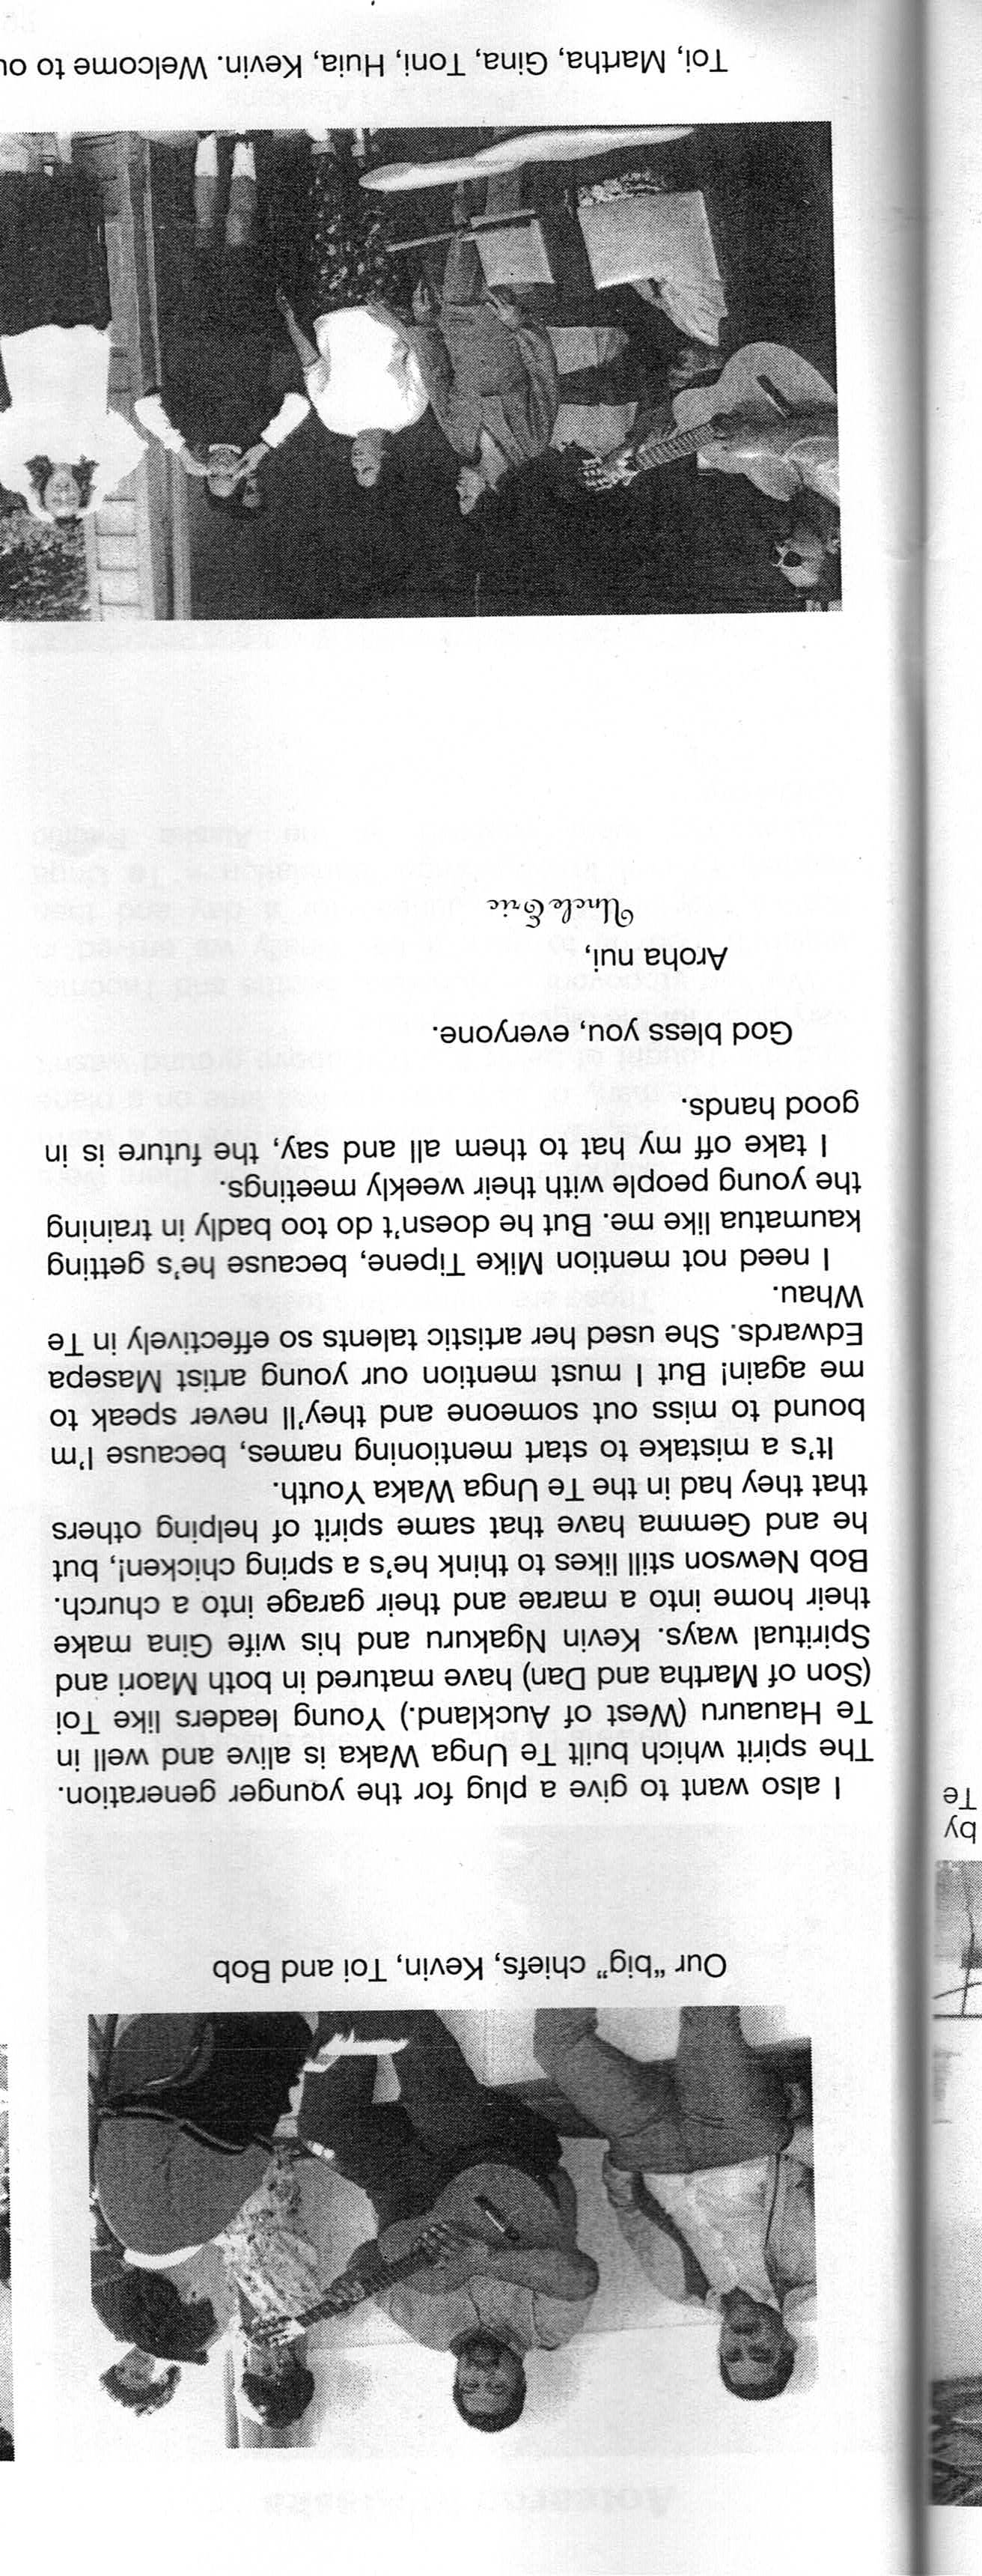 by
Te
Our “big” chiefs, Kevin, Toi and Bob
I also want to give a plug for the younger generation.
The spirit which built Te Unga Waka is alive and well in
Te Hauauru (West of Auckland.) Young leaders like Toi
(Son of Martha and Dan) have matured in both Maori and
Spiritual ways. Kevin Ngakuru and his wife Gina make
their home into a marae and their garage into a church.
Bob Newson still likes to think he’s a spring chicken!, but
he and Gemma have that same spirit of helping others
that they had in the Te Unga Waka Youth.
It’s a mistake to start mentioning names, because I’m
bound to miss out someone and they’ll never speak to
me again! But I must mention our young artist Masepa
Edwards. She used her artistic talents so effectively in Te
Whau.
I need not mention Mike Tipene, because he’s getting
kaumatua like me. But he doesn’t do too badly in training
the young people with their weekly meetings.
I take off my hat to them all and say, the future is in
good hands.
God bless you, everyone.
Aroha nui,
Uncle Eric
Toi, Martha, Gina, Toni, Huia, Kevin. Welcome to